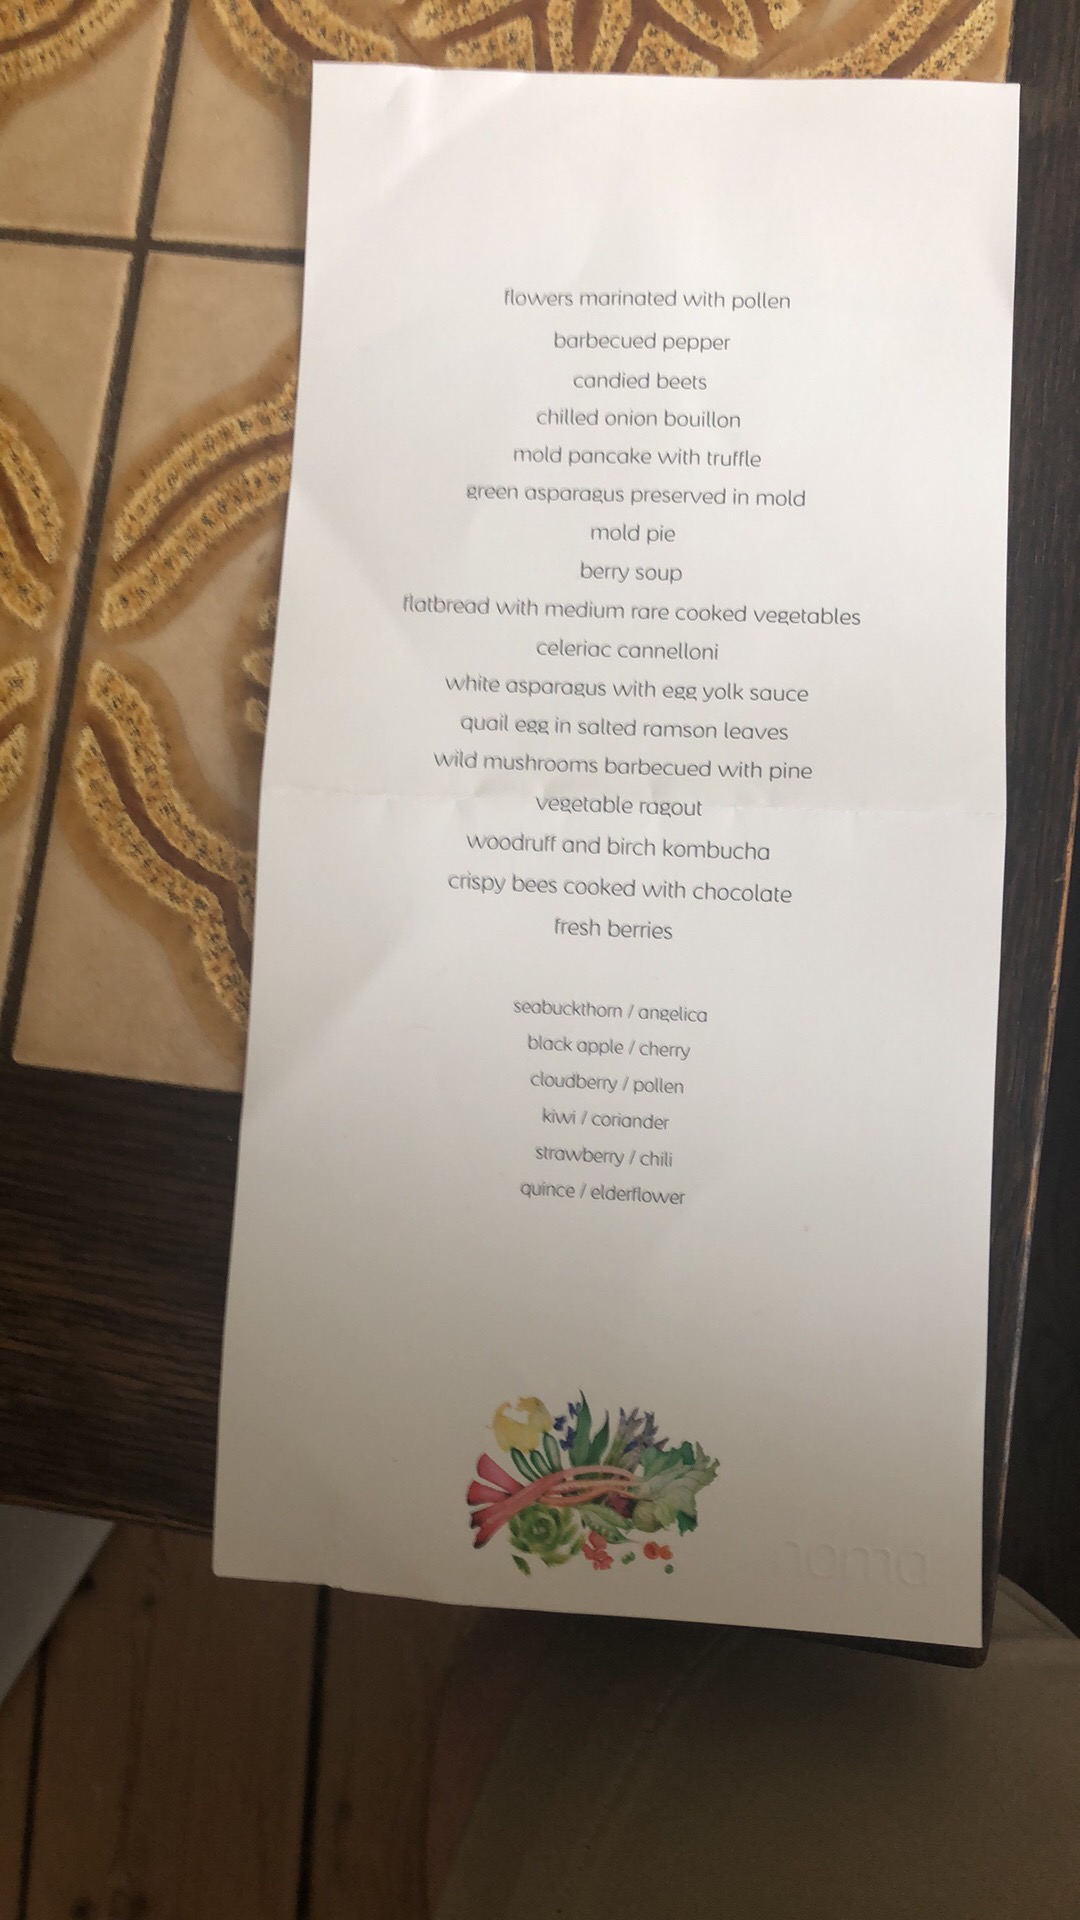 flowers marinated with pollen
barbecued pepper
candied beets
chilled onion bouillon
mold pancake with truffle
green asparagus preserved in mold
mold pie
berry soup
flatbread with medium rare cooked vegetables
celeriac cannelloni
white asparagus with egg yolk sauce
quail egg in salted ramson leaves
wild mushrooms barbecued with pine
vegetable ragout
woodruff and birch kombucha
crispy bees cooked with chocolate
fresh berries
seabuckthorn / angelica
black apple / cherry
cloudberry / pollen
kiwi / coriander
strawberry / chili
quince / elderflower
noma